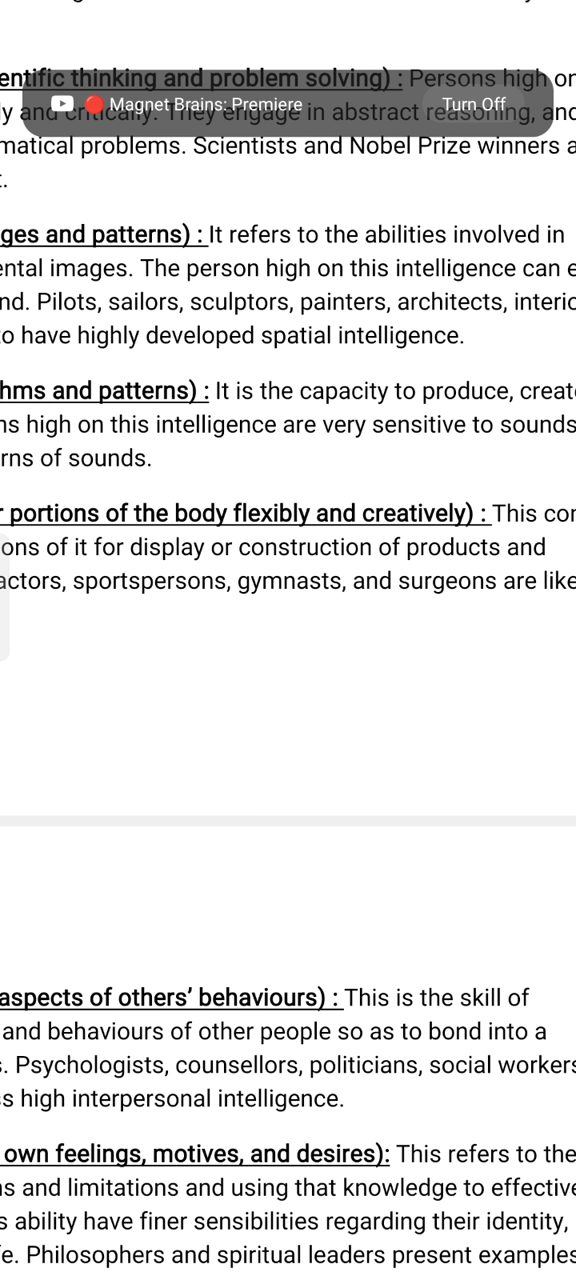 entific thinking and problem solving) : Persons high on
Magnet Brains: Premiere
Turn Off
ly and critically. They engage in abstract reasoning, and
matical problems. Scientists and Nobel Prize winners a
t.
ges and patterns) : It refers to the abilities involved in
ental images. The person high on this intelligence can e
nd. Pilots, sailors, sculptors, painters, architects, interio
to have highly developed spatial intelligence.
hms and patterns) : It is the capacity to produce, create
ns high on this intelligence are very sensitive to sounds
rns of sounds.
r portions of the body flexibly and creatively) : This con
ons of it for display or construction of products and
actors, sportspersons, gymnasts, and surgeons are like
aspects of others’ behaviours) : This is the skill of
and behaviours of other people so as to bond into a
s. Psychologists, counsellors, politicians, social workers
ss high interpersonal intelligence.
own feelings, motives, and desires): This refers to the
ns and limitations and using that knowledge to effective
s ability have finer sensibilities regarding their identity,
fe. Philosophers and spiritual leaders present examples